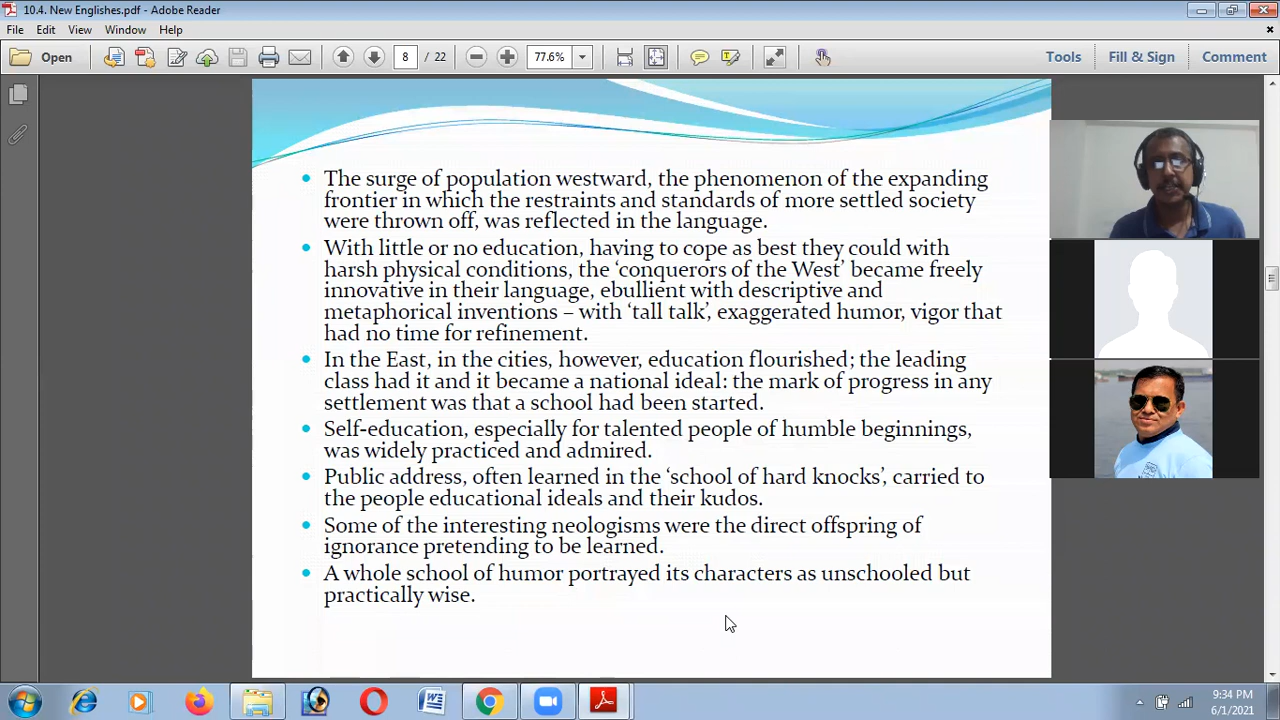 10.4. New Englishes.pdf - Adobe Reader
File Edit View Window Help
Open 8 / 22 77.6% Tools Fill & Sign Comment
The surge of population westward, the phenomenon of the expanding
frontier in which the restraints and standards of more settled society
were thrown off, was reflected in the language.
With little or no education, having to cope as best they could with
harsh physical conditions, the ‘conquerors of the West’ became freely
innovative in their language, ebullient with descriptive and
metaphorical inventions – with ‘tall talk’, exaggerated humor, vigor that
had no time for refinement.
In the East, in the cities, however, education flourished; the leading
class had it and it became a national ideal: the mark of progress in any
settlement was that a school had been started.
Self-education, especially for talented people of humble beginnings,
was widely practiced and admired.
Public address, often learned in the ‘school of hard knocks’, carried to
the people educational ideals and their kudos.
Some of the interesting neologisms were the direct offspring of
ignorance pretending to be learned.
A whole school of humor portrayed its characters as unschooled but
practically wise.
9:34 PM
6/1/2021